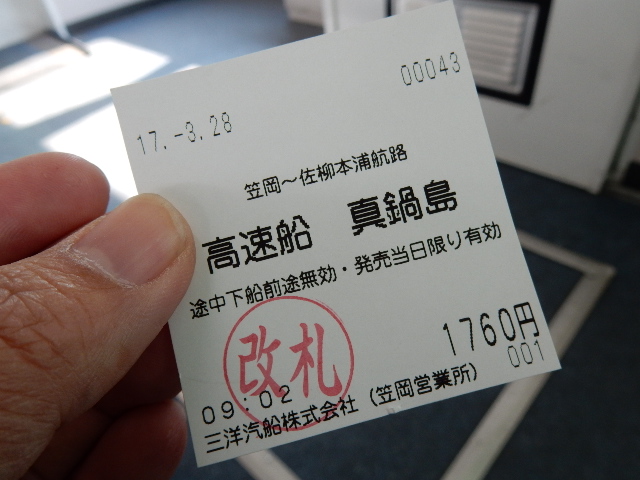 00043
17.-3.28
笠岡～佐柳本浦航路
高速船 真鍋島
途中下船前途無効・発売当日限り有効
1760円
改札
09:02
001
三洋汽船株式会社（笠岡営業所）